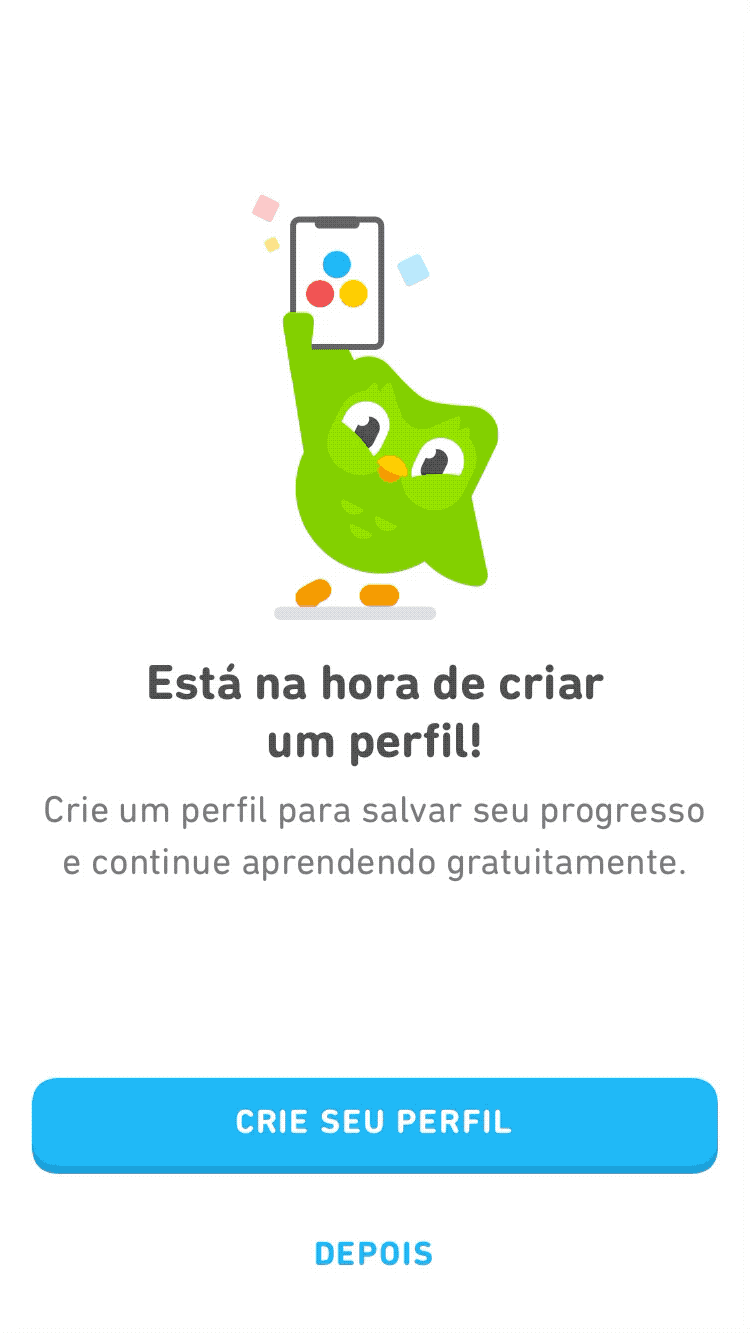 Está na hora de criar
um perfil!
Crie um perfil para salvar seu progresso
e continue aprendendo gratuitamente.
CRIE SEU PERFIL
DEPOIS